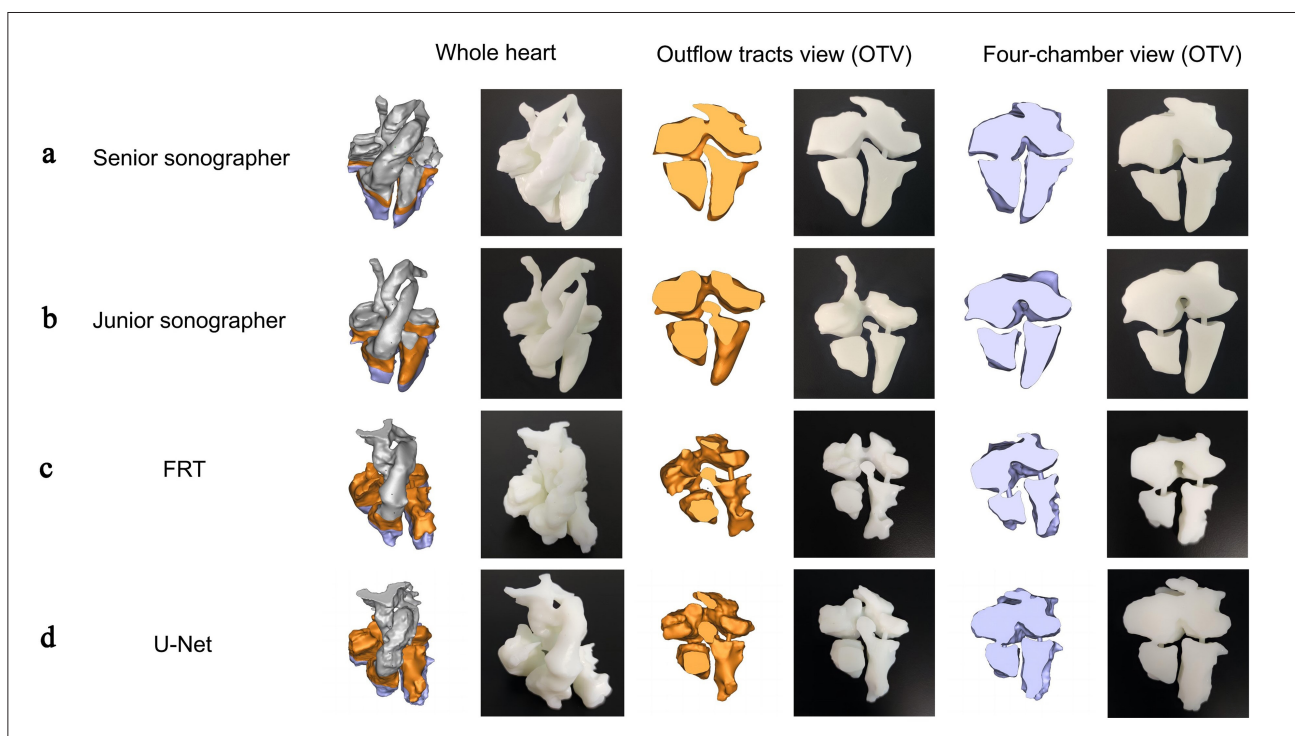 Whole heart
Outflow tracts view (OTV)
Four-chamber view (OTV)
a
Senior sonographer
b
Junior sonographer
c
FRT
d
U-Net